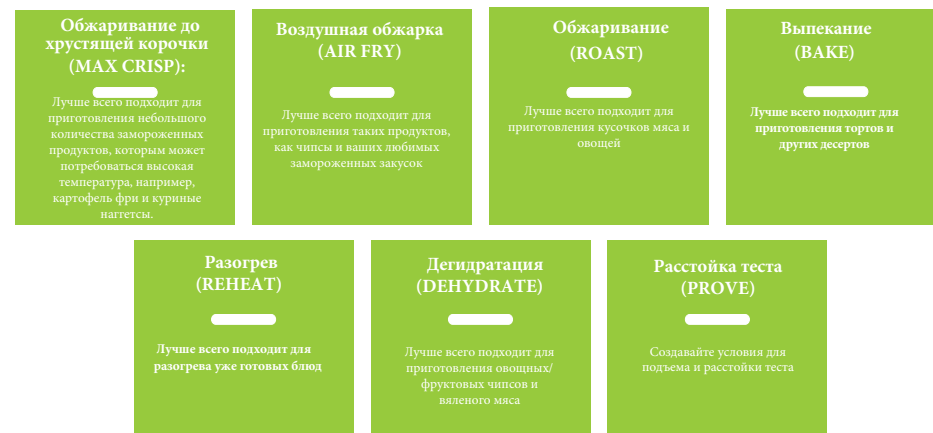 Обжаривание до
хрустящей корочки
(MAX CRISP):
Лучше всего подходит для
приготовления небольшого
количества замороженных
продуктов, которым может
потребоваться высокая
температура, например,
картофель фри и куриные
наггетсы.
Воздушная обжарка
(AIR FRY)
Лучше всего подходит для
приготовления таких продуктов,
как чипсы и ваших любимых
замороженных закусок
Обжаривание
(ROAST)
Лучше всего подходит для
приготовления кусочков мяса и
овощей
Выпекание
(BAKE)
Лучше всего подходит для
приготовления тортов и
других десертов
Разогрев
(REHEAT)
Лучше всего подходит для
разогрева уже готовых блюд
Дегидратация
(DEHYDRATE)
Лучше всего подходит для
приготовления овощных/
фруктовых чипсов и
вяленого мяса
Расстойка теста
(PROVE)
Создавайте условия для
подъема и расстойки теста